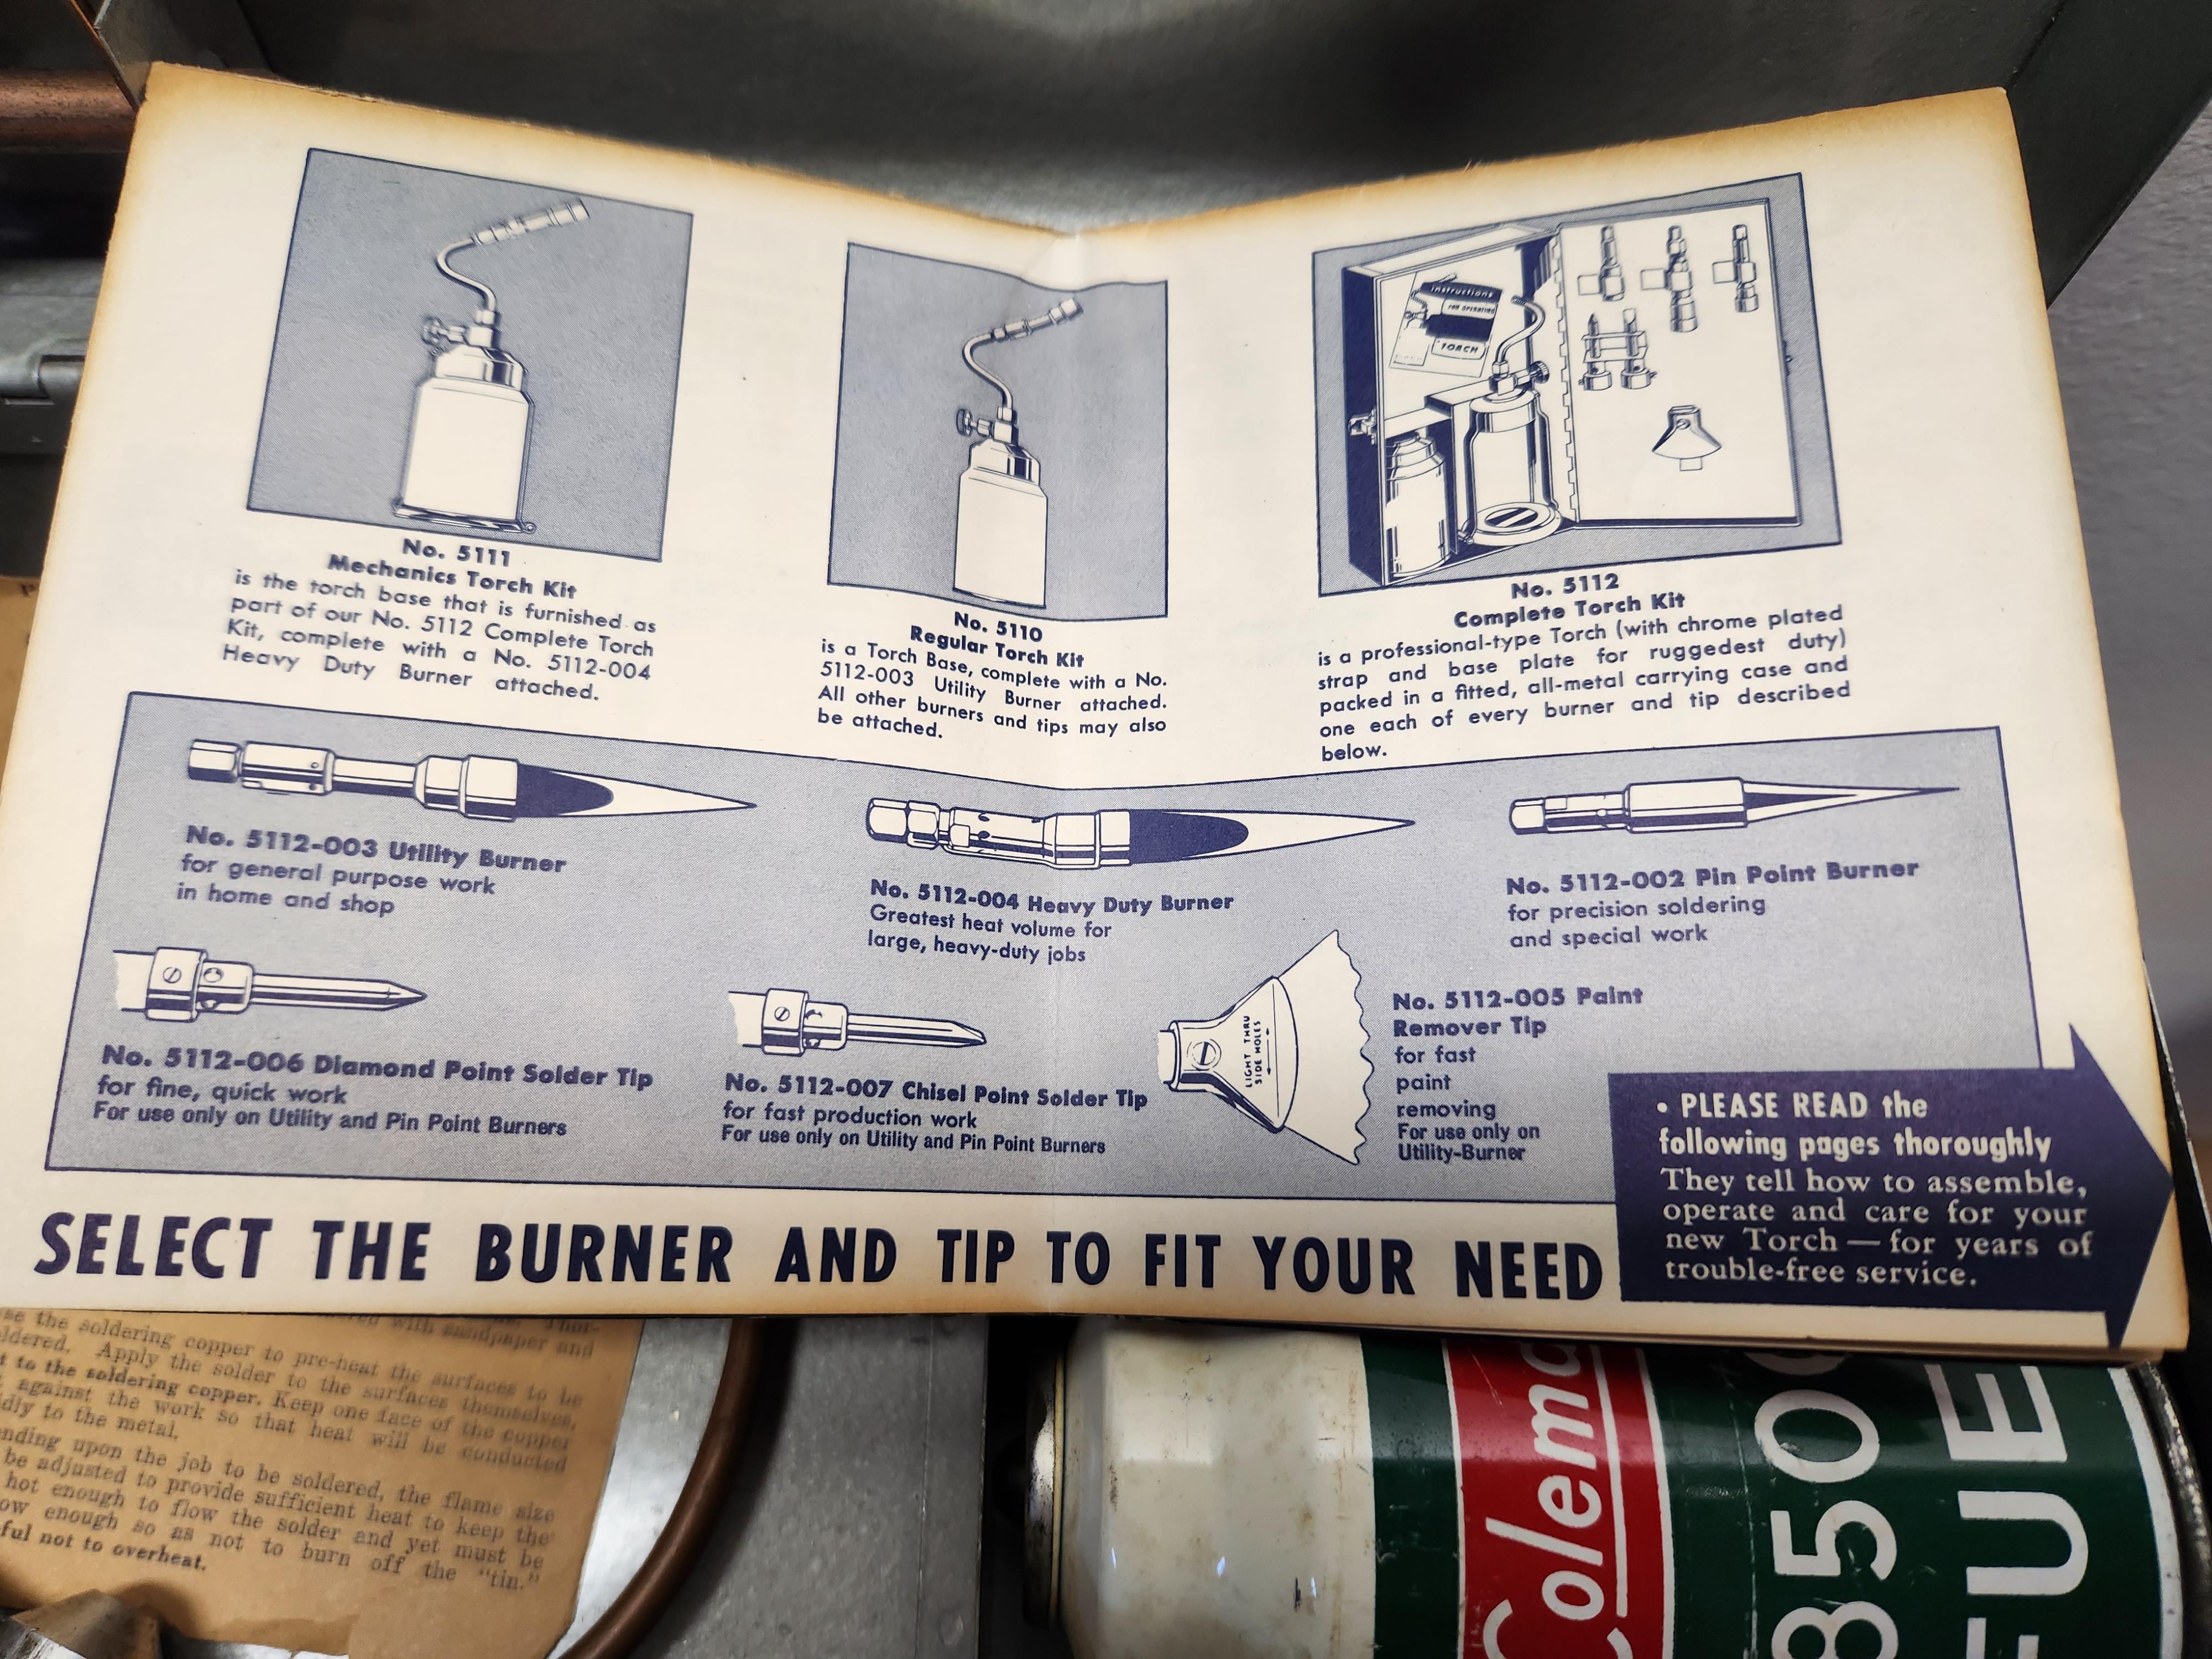 No. 5111
Mechanics Torch Kit
is the torch base that is furnished as
part of our No. 5112 Complete Torch
Kit, complete with a No. 5112-004
Heavy Duty Burner attached.
No. 5110
Regular Torch Kit
is a Torch Base, complete with a No.
5112-003 Utility Burner attached.
All other burners and tips may also
be attached.
Instructions
FOR OPERATING
TORCH
No. 5112
Complete Torch Kit
is a professional-type Torch (with chrome plated
strap and base plate for ruggedest duty)
packed in a fitted, all-metal carrying case and
one each of every burner and tip described
below.
No. 5112-003 Utility Burner
for general purpose work
in home and shop
No. 5112-004 Heavy Duty Burner
Greatest heat volume for
large, heavy-duty jobs
No. 5112-002 Pin Point Burner
for precision soldering
and special work
No. 5112-006 Diamond Point Solder Tip
for fine, quick work
For use only on Utility and Pin Point Burners
No. 5112-007 Chisel Point Solder Tip
for fast production work
For use only on Utility and Pin Point Burners
LIGHT THRU
SIDE HOLES
No. 5112-005 Paint
Remover Tip
for fast
paint
removing
For use only on
Utility-Burner
SELECT THE BURNER AND TIP TO FIT YOUR NEED
• PLEASE READ the
following pages thoroughly
They tell how to assemble,
operate and care for your
new Torch — for years of
trouble-free service.
with sandpaper and
the soldering copper to pre-heat the surfaces to be
Apply the solder to the surfaces themselves,
to the soldering copper. Keep one face of the copper
against the work so that heat will be conducted
to the metal.
upon the job to be soldered, the flame size
be adjusted to provide sufficient heat to keep the
hot enough to flow the solder and yet must be
enough so as not to burn off the "tin."
not to overheat.
Colema
850
FUE